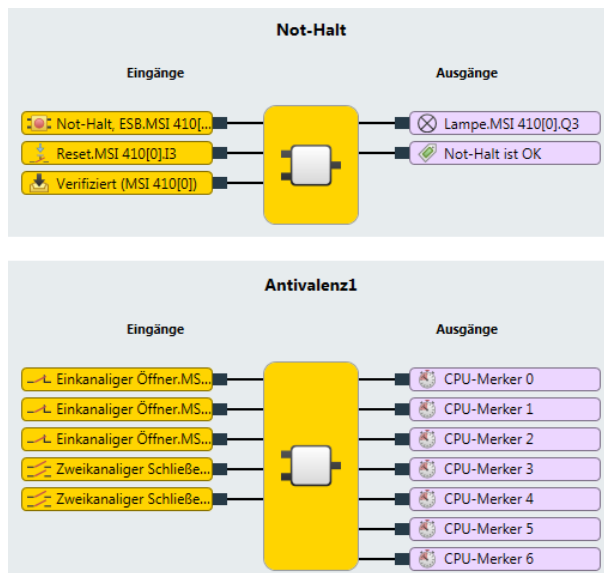 Not-Halt
Eingänge Ausgänge
Not-Halt, ESB.MSI 410[... Lampe.MSI 410[0].Q3
Reset.MSI 410[0].I3 Not-Halt ist OK
Verifiziert (MSI 410[0])
Antivalenz1
Eingänge Ausgänge
Einkanaliger Öffner.MS... CPU-Merker 0
Einkanaliger Öffner.MS... CPU-Merker 1
Einkanaliger Öffner.MS... CPU-Merker 2
Zweikanaliger Schließe... CPU-Merker 3
Zweikanaliger Schließe... CPU-Merker 4
CPU-Merker 5
CPU-Merker 6